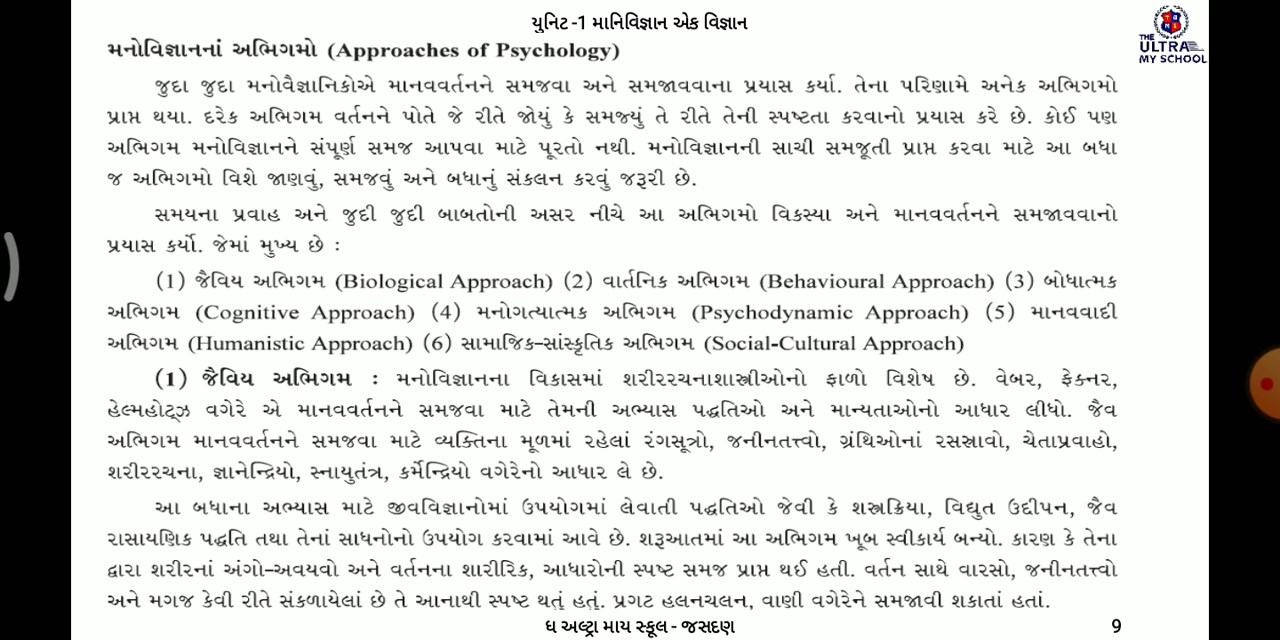 યુનિટ -1 માનિવિજ્ઞાન એક વિજ્ઞાન
THE
ULTRA
MY SCHOOL
મનોવિજ્ઞાનનાં અભિગમો (Approaches of Psychology)
જુદા જુદા મનોવૈજ્ઞાનિકોએ માનવવર્તનને સમજવા અને સમજાવવાના પ્રયાસ કર્યા. તેના પરિણામે અનેક અભિગમો
પ્રાપ્ત થયા. દરેક અભિગમ વર્તનને પોતે જે રીતે જોયું કે સમજ્યું તે રીતે તેની સ્પષ્ટતા કરવાનો પ્રયાસ કરે છે. કોઈ પણ
અભિગમ મનોવિજ્ઞાનને સંપૂર્ણ સમજ આપવા માટે પૂરતો નથી. મનોવિજ્ઞાનની સાચી સમજૂતી પ્રાપ્ત કરવા માટે આ બધા
જ અભિગમો વિશે જાણવું, સમજવું અને બધાનું સંકલન કરવું જરૂરી છે.
સમયના પ્રવાહ અને જુદી જુદી બાબતોની અસર નીચે આ અભિગમો વિકસ્યા અને માનવવર્તનને સમજાવવાનો
પ્રયાસ કર્યો. જેમાં મુખ્ય છે :
(1) જૈવિય અભિગમ (Biological Approach) (2) વાર્તનિક અભિગમ (Behavioural Approach) (3) બોધાત્મક
અભિગમ (Cognitive Approach) (4) મનોગત્યાત્મક અભિગમ (Psychodynamic Approach) (5) માનવવાદી
અભિગમ (Humanistic Approach) (6) સામાજિક-સાંસ્કૃતિક અભિગમ (Social-Cultural Approach)
(1) જૈવિય અભિગમ : મનોવિજ્ઞાનના વિકાસમાં શરીરરચનાશાસ્ત્રીઓનો ફાળો વિશેષ છે. વેબર, ફેકનર,
હેલ્મહોટ્ઝ વગેરે એ માનવવર્તનને સમજવા માટે તેમની અભ્યાસ પદ્ધતિઓ અને માન્યતાઓનો આધાર લીધો. જૈવ
અભિગમ માનવવર્તનને સમજવા માટે વ્યક્તિના મૂળમાં રહેલાં રંગસૂત્રો, જનીનતત્ત્વો, ગ્રંથિઓનાં રસસ્રાવો, ચેતાપ્રવાહો,
શરીરરચના, જ્ઞાનેન્દ્રિયો, સ્નાયુતંત્ર, કર્મેન્દ્રિયો વગેરેનો આધાર લે છે.
આ બધાના અભ્યાસ માટે જીવવિજ્ઞાનોમાં ઉપયોગમાં લેવાતી પદ્ધતિઓ જેવી કે શસ્ત્રક્રિયા, વિદ્યુત ઉદ્દીપન, જૈવ
રાસાયણિક પદ્ધતિ તથા તેનાં સાધનોનો ઉપયોગ કરવામાં આવે છે. શરૂઆતમાં આ અભિગમ ખૂબ સ્વીકાર્ય બન્યો. કારણ કે તેના
દ્વારા શરીરનાં અંગો-અવયવો અને વર્તનના શારીરિક, આધારોની સ્પષ્ટ સમજ પ્રાપ્ત થઈ હતી. વર્તન સાથે વારસો, જનીનતત્ત્વો
અને મગજ કેવી રીતે સંકળાયેલાં છે તે આનાથી સ્પષ્ટ થતું હતું. પ્રગટ હલનચલન, વાણી વગેરેને સમજાવી શકાતાં હતાં.
ધ અલ્ટ્રા માય સ્કૂલ - જસદણ
9